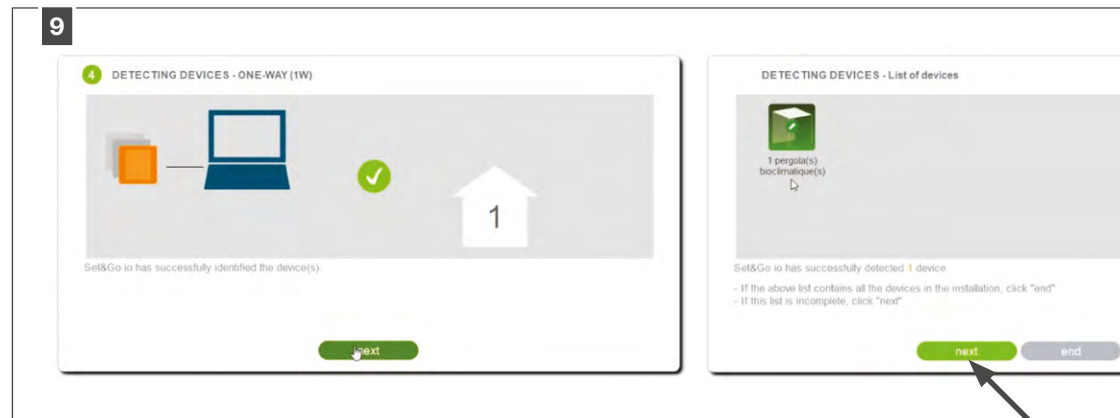 9
4 DETECTING DEVICES - ONE-WAY (1W)
1
Set&Go io has successfully identified the device(s)
next
DETECTING DEVICES - List of devices
1 pergola(s)
bioclimatique(s)
Set&Go io has successfully detected 1 device.
- If the above list contains all the devices in the installation, click "end"
- If this list is incomplete, click "next"
next
end